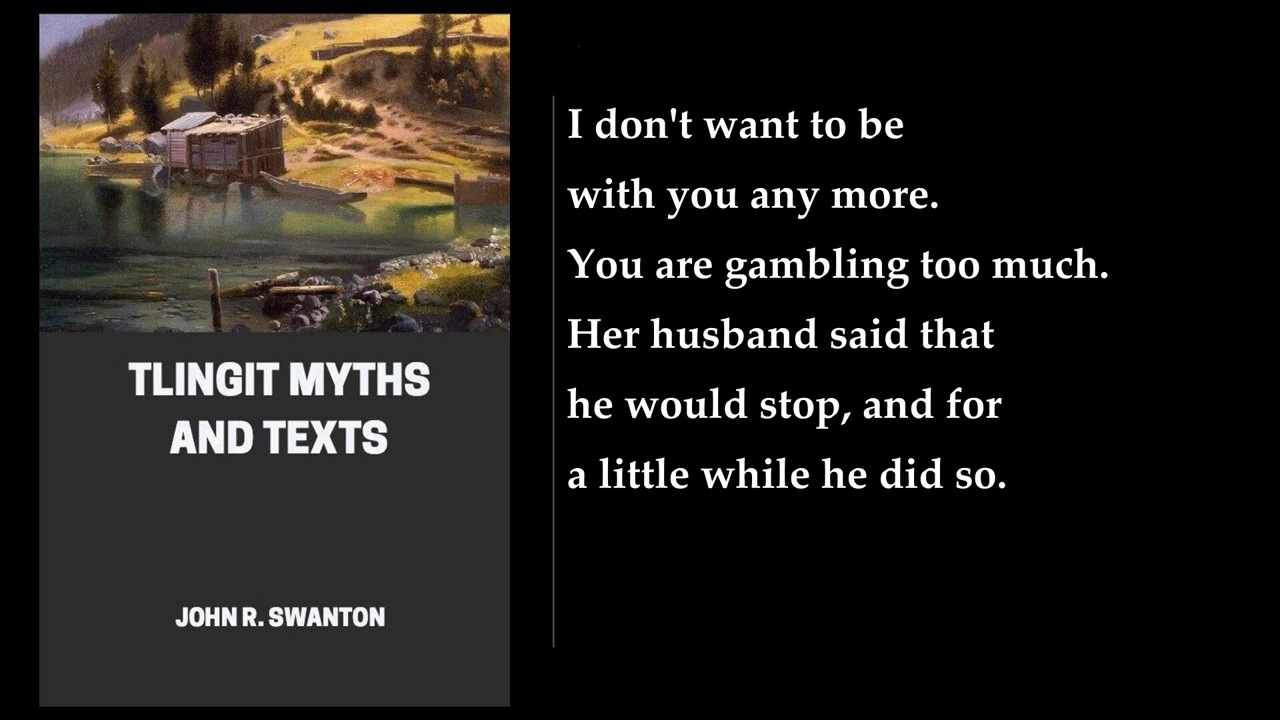 TLINGIT MYTHS
AND TEXTS
JOHN R. SWANTON
I don't want to be
with you any more.
You are gambling too much.
Her husband said that
he would stop, and for
a little while he did so.